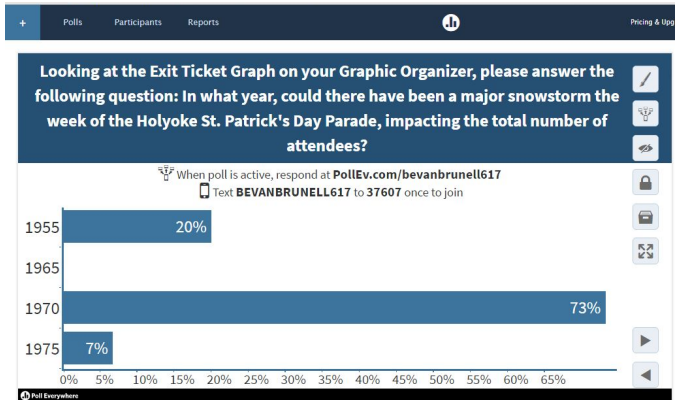 + Polls Participants Reports Pricing & Upg
Looking at the Exit Ticket Graph on your Graphic Organizer, please answer the
following question: In what year, could there have been a major snowstorm the
week of the Holyoke St. Patrick's Day Parade, impacting the total number of
attendees?
When poll is active, respond at PollEv.com/bevanbrunell617
Text BEVANBRUNELL617 to 37607 once to join
1955 20%
1965
1970 73%
1975 7%
0% 5% 10% 15% 20% 25% 30% 35% 40% 45% 50% 55% 60% 65%
Poll Everywhere